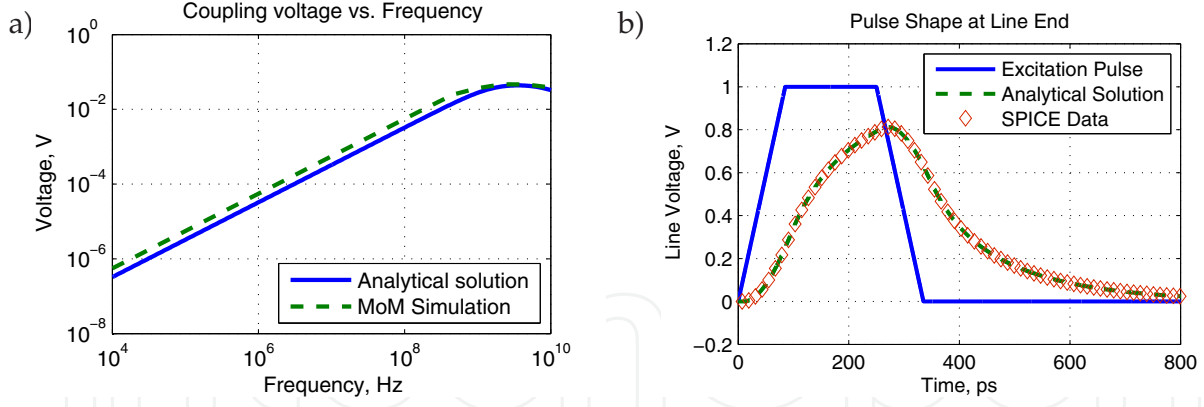 a)
Coupling voltage vs. Frequency
10^0
10^-2
10^-4
10^-6
10^-8
Voltage, V
Analytical solution
MoM Simulation
10^4
10^6
10^8
10^10
Frequency, Hz
b)
Pulse Shape at Line End
1.2
1
0.8
0.6
0.4
0.2
0
−0.2
Line Voltage, V
Excitation Pulse
Analytical Solution
SPICE Data
0
200
400
600
800
Time, ps